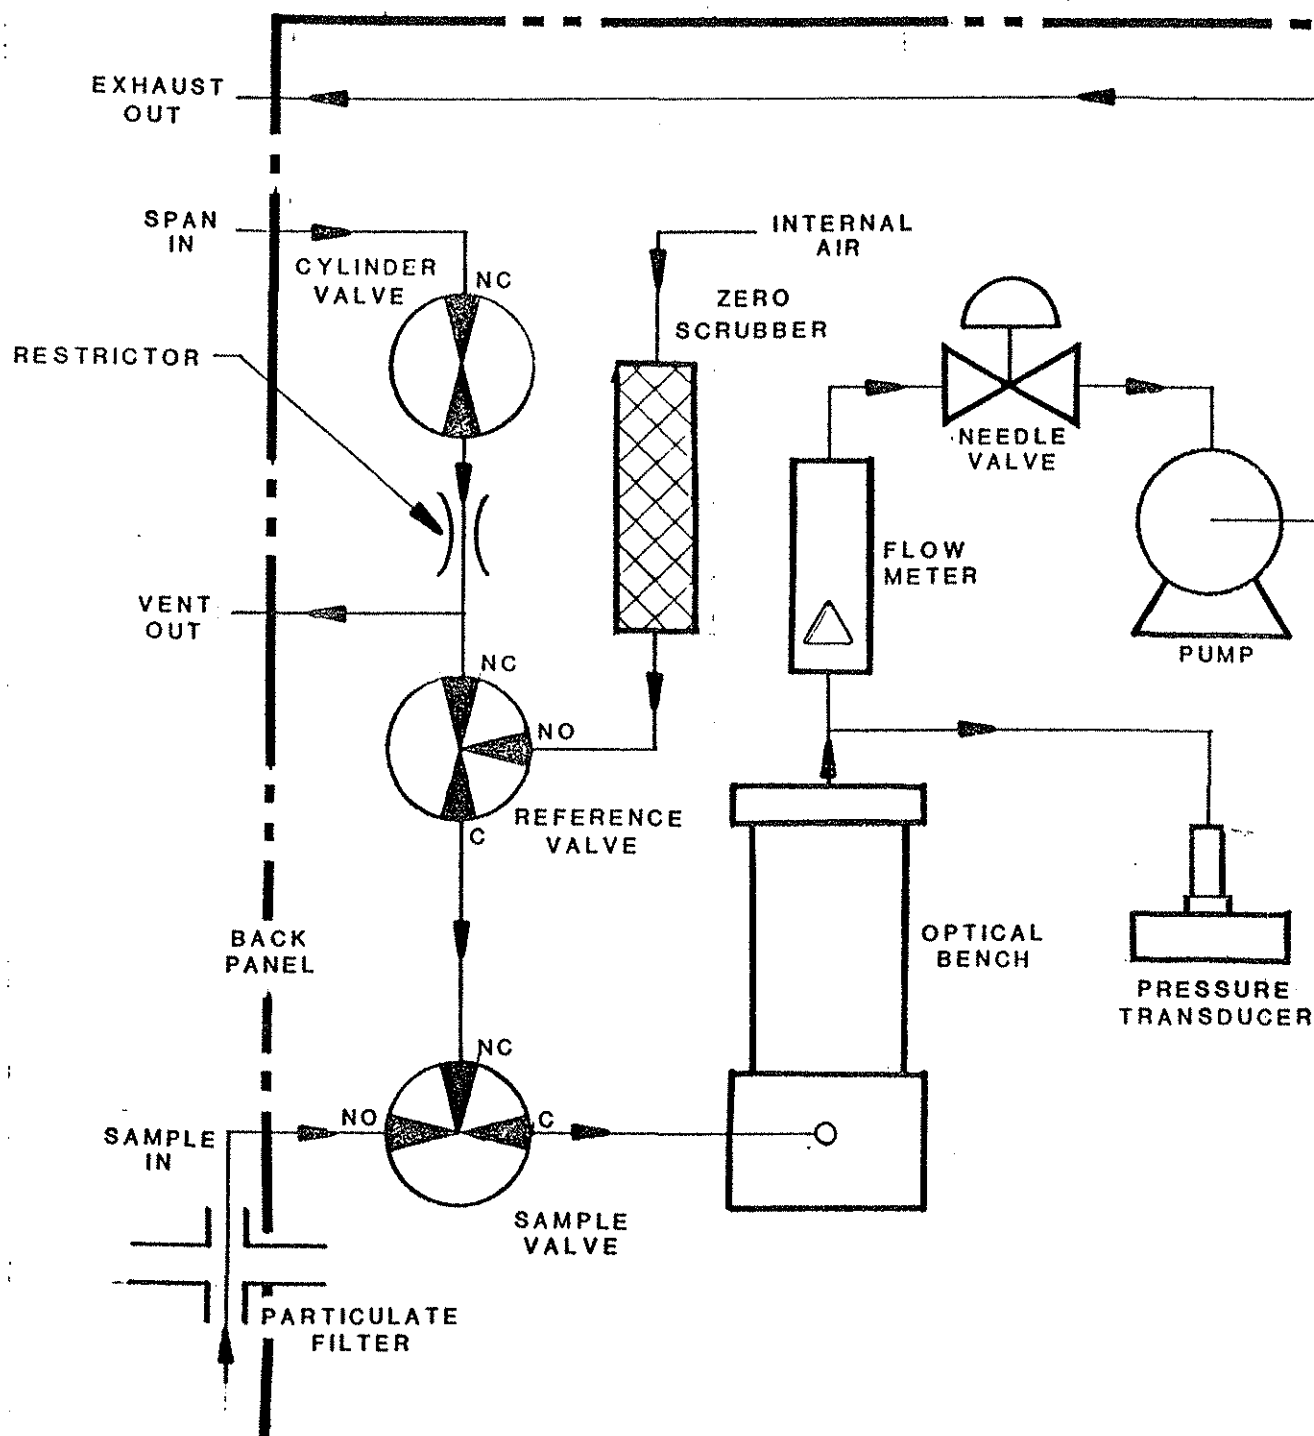 EXHAUST
OUT
SPAN
IN
CYLINDER
VALVE
NC
INTERNAL
AIR
ZERO
SCRUBBER
RESTRICTOR
NEEDLE
VALVE
FLOW
METER
VENT
OUT
PUMP
NC
NO
REFERENCE
VALVE
C
BACK
PANEL
OPTICAL
BENCH
PRESSURE
TRANSDUCER
NC
NO
C
SAMPLE
IN
SAMPLE
VALVE
PARTICULATE
FILTER